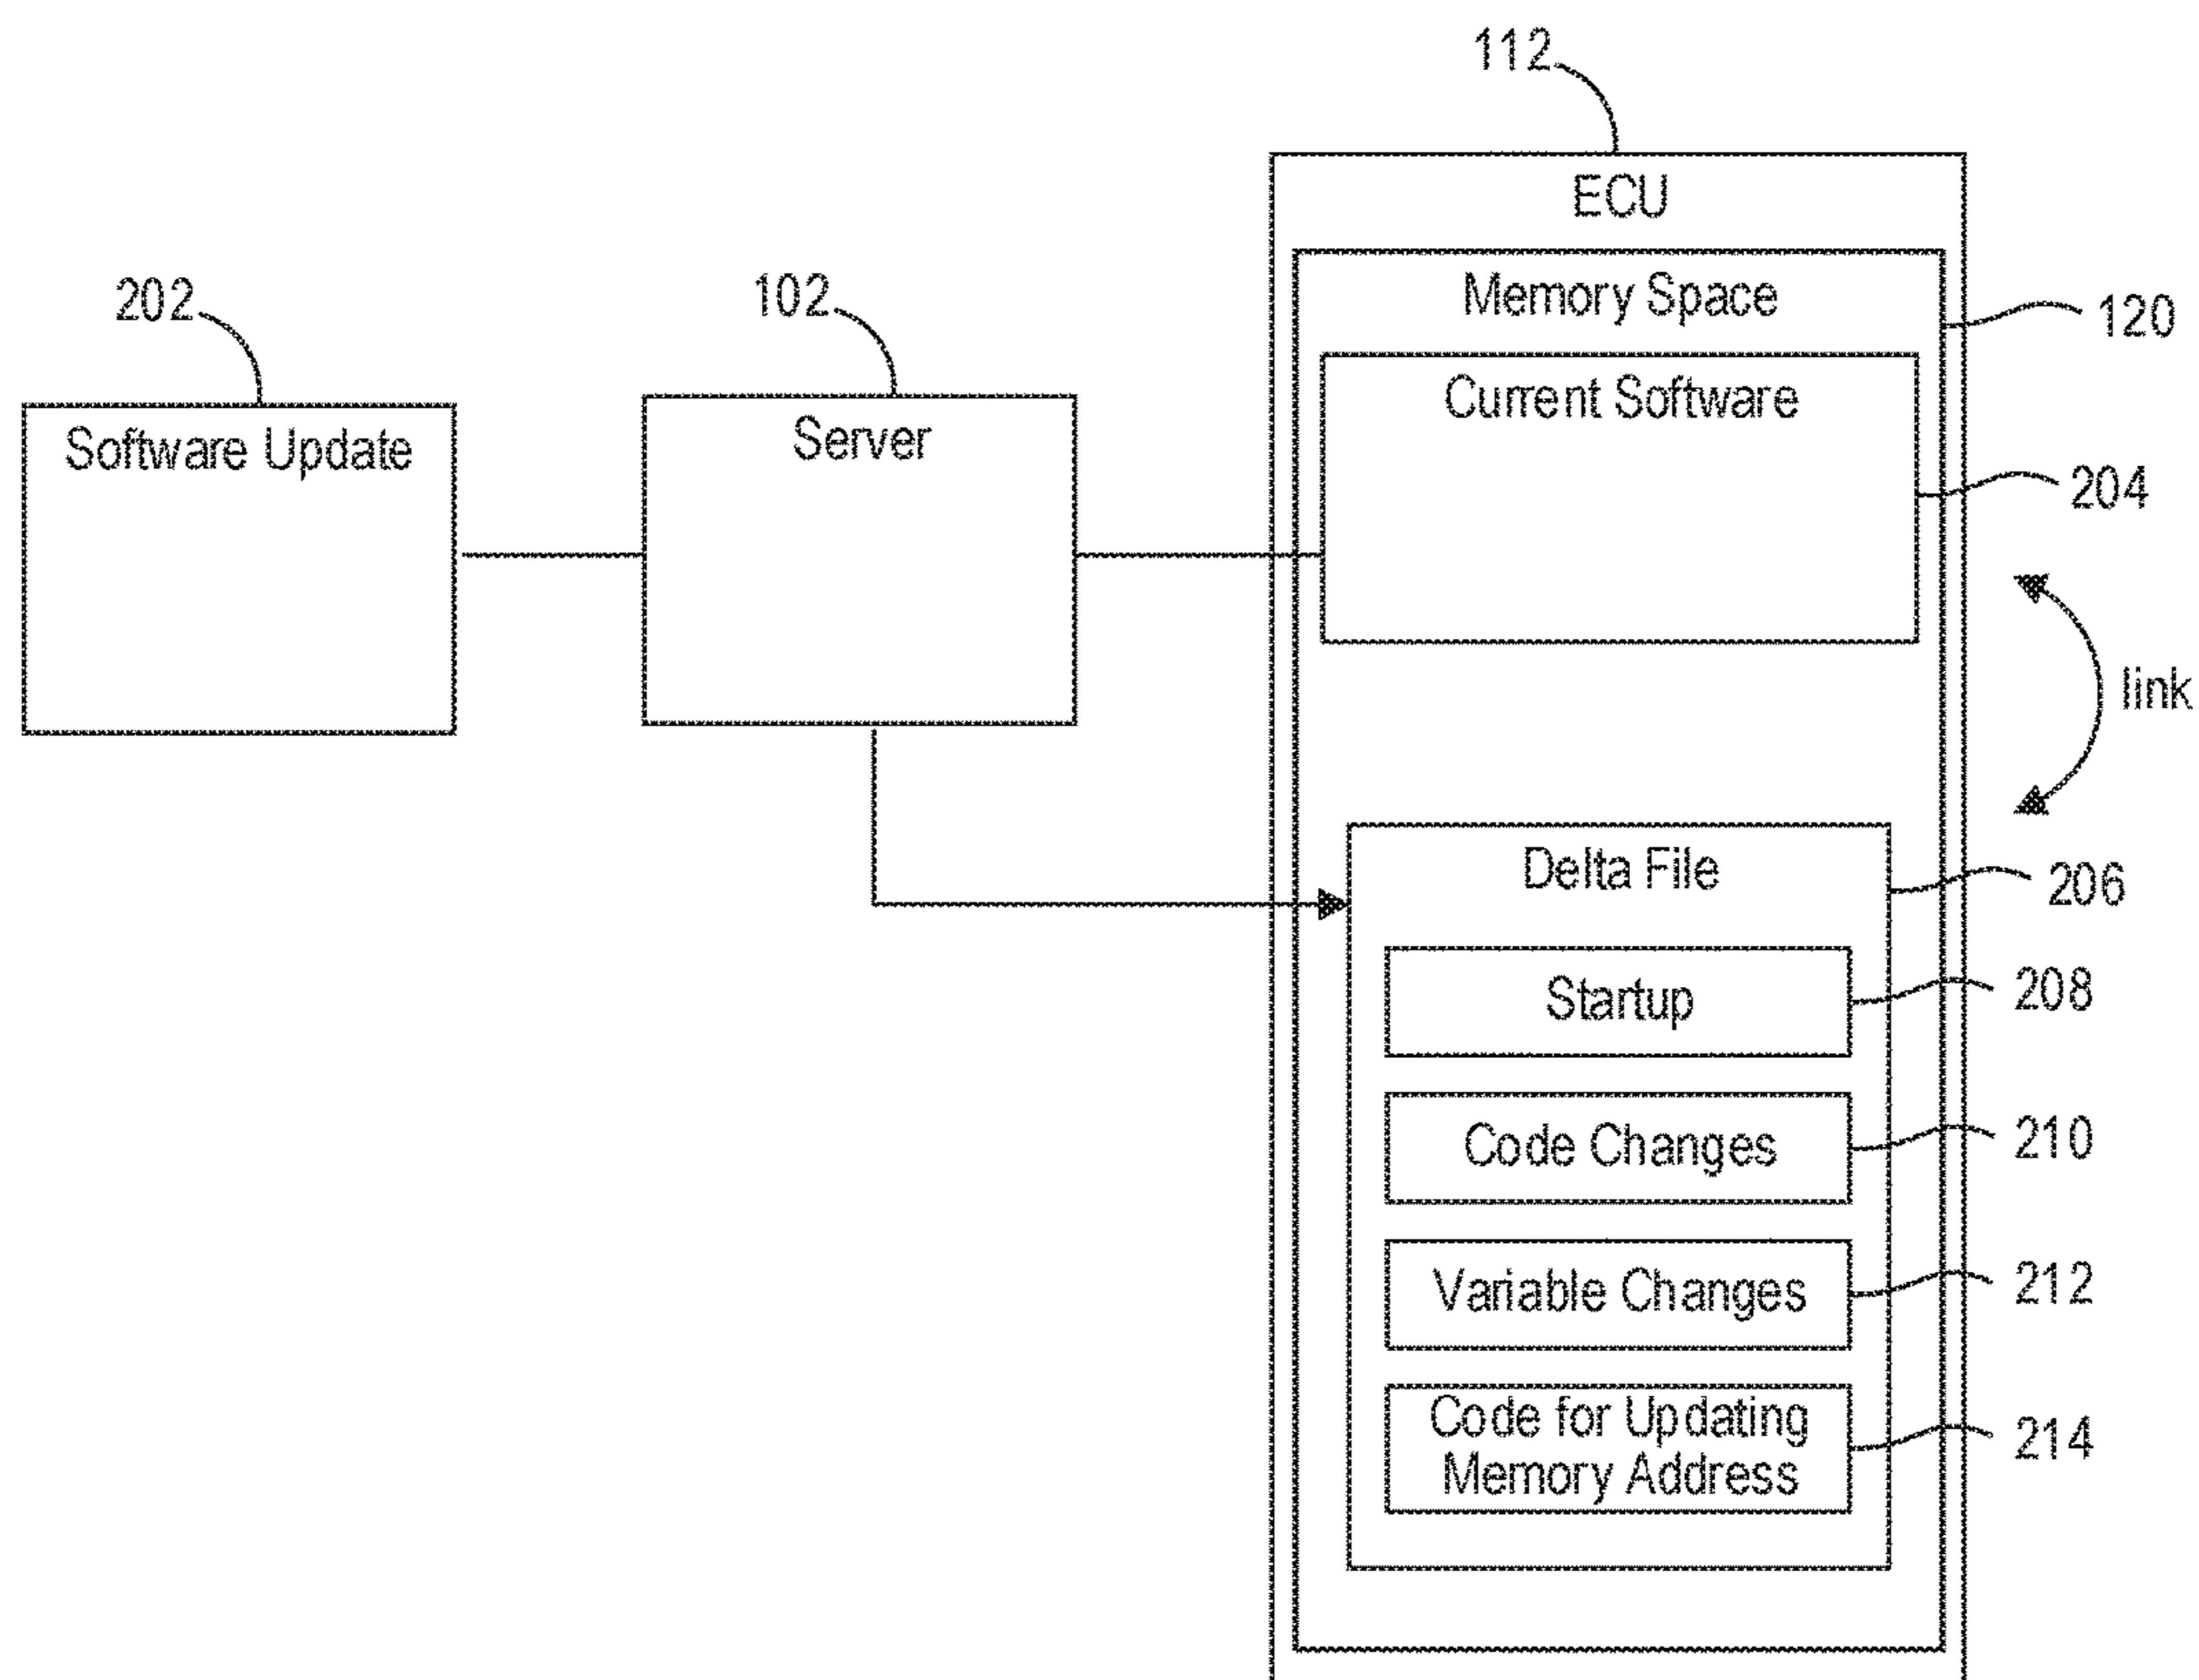 112
ECU
Memory Space
120
202
102
Software Update
Server
Current Software
204
link
Delta File
206
Startup
208
Code Changes
210
Variable Changes
212
Code for Updating
Memory Address
214